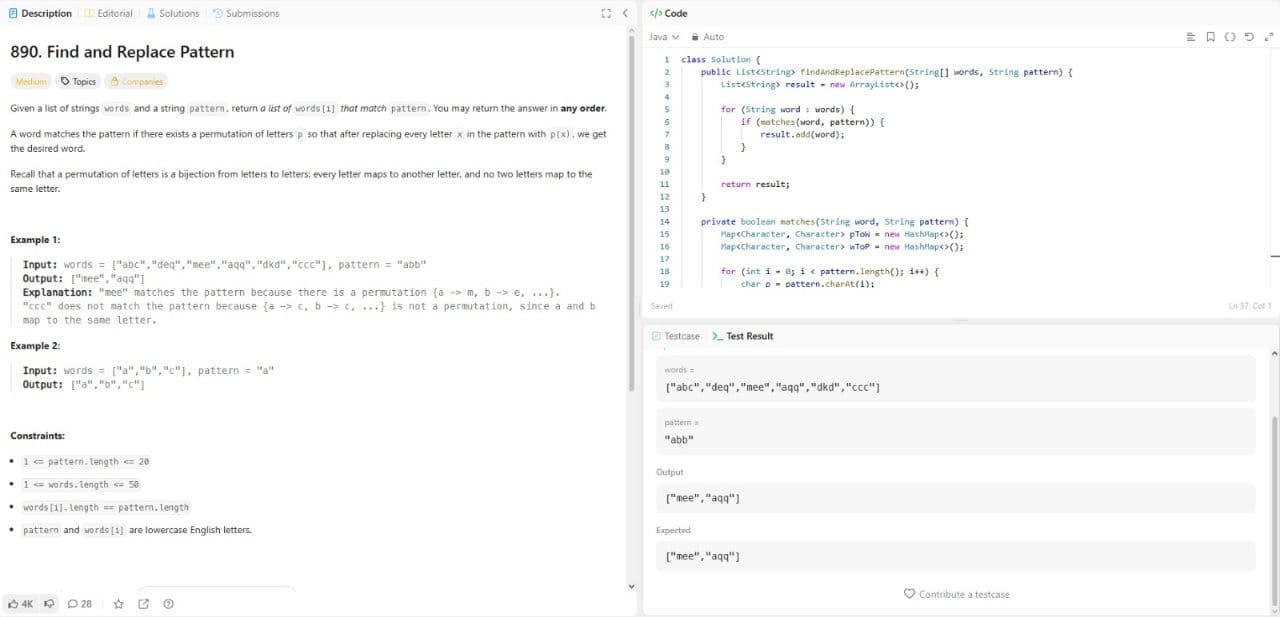 Description
Editorial
Solutions
Submissions
890. Find and Replace Pattern
Medium
Topics
Companies
Given a list of strings words and a string pattern, return a list of words[i] that match pattern. You may return the answer in any order.
A word matches the pattern if there exists a permutation of letters p so that after replacing every letter x in the pattern with p(x), we get
the desired word.
Recall that a permutation of letters is a bijection from letters to letters: every letter maps to another letter, and no two letters map to the
same letter.
Example 1:
Input: words = ["abc","deq","mee","aqq","dkd","ccc"], pattern = "abb"
Output: ["mee","aqq"]
Explanation: "mee" matches the pattern because there is a permutation {a -> m, b -> e, ...}.
"ccc" does not match the pattern because {a -> c, b -> c, ...} is not a permutation, since a and b
map to the same letter.
Example 2:
Input: words = ["a","b","c"], pattern = "a"
Output: ["a","b","c"]
Constraints:
• 1 <= pattern.length <= 20
• 1 <= words.length <= 50
• words[i].length == pattern.length
• pattern and words[i] are lowercase English letters.
4K
28
</> Code
Java
Auto
1 class Solution {
2 public List<String> findAndReplacePattern(String[] words, String pattern) {
3 List<String> result = new ArrayList<>();
4
5 for (String word : words) {
6 if (matches(word, pattern)) {
7 result.add(word);
8 }
9 }
10
11 return result;
12 }
13
14 private boolean matches(String word, String pattern) {
15 Map<Character, Character> pToW = new HashMap<>();
16 Map<Character, Character> wToP = new HashMap<>();
17
18 for (int i = 0; i < pattern.length(); i++) {
19 char p = pattern.charAt(i);
Saved
Ln 37, Col 1
Testcase
>_ Test Result
words =
["abc","deq","mee","aqq","dkd","ccc"]
pattern =
"abb"
Output
["mee","aqq"]
Expected
["mee","aqq"]
Contribute a testcase